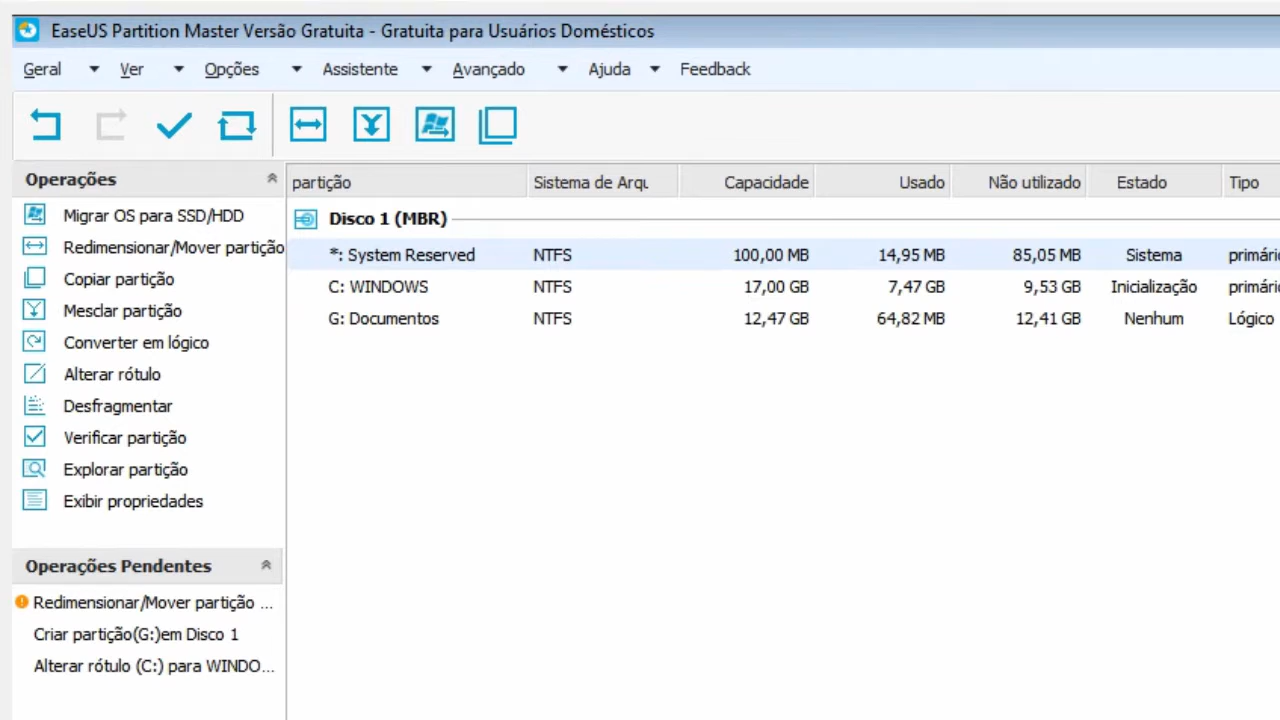 EaseUS Partition Master Versão Gratuita - Gratuita para Usuários Domésticos
Geral Ver Opções Assistente Avançado Ajuda Feedback
Operações
Migrar OS para SSD/HDD
Redimensionar/Mover partição
Copiar partição
Mesclar partição
Converter em lógico
Alterar rótulo
Desfragmentar
Verificar partição
Explorar partição
Exibir propriedades
Operações Pendentes
Redimensionar/Mover partição ...
Criar partição(G:)em Disco 1
Alterar rótulo (C:) para WINDO...
partição Sistema de Arqu Capacidade Usado Não utilizado Estado Tipo
Disco 1 (MBR)
*: System Reserved NTFS 100,00 MB 14,95 MB 85,05 MB Sistema primári
C: WINDOWS NTFS 17,00 GB 7,47 GB 9,53 GB Inicialização primári
G: Documentos NTFS 12,47 GB 64,82 MB 12,41 GB Nenhum Lógico